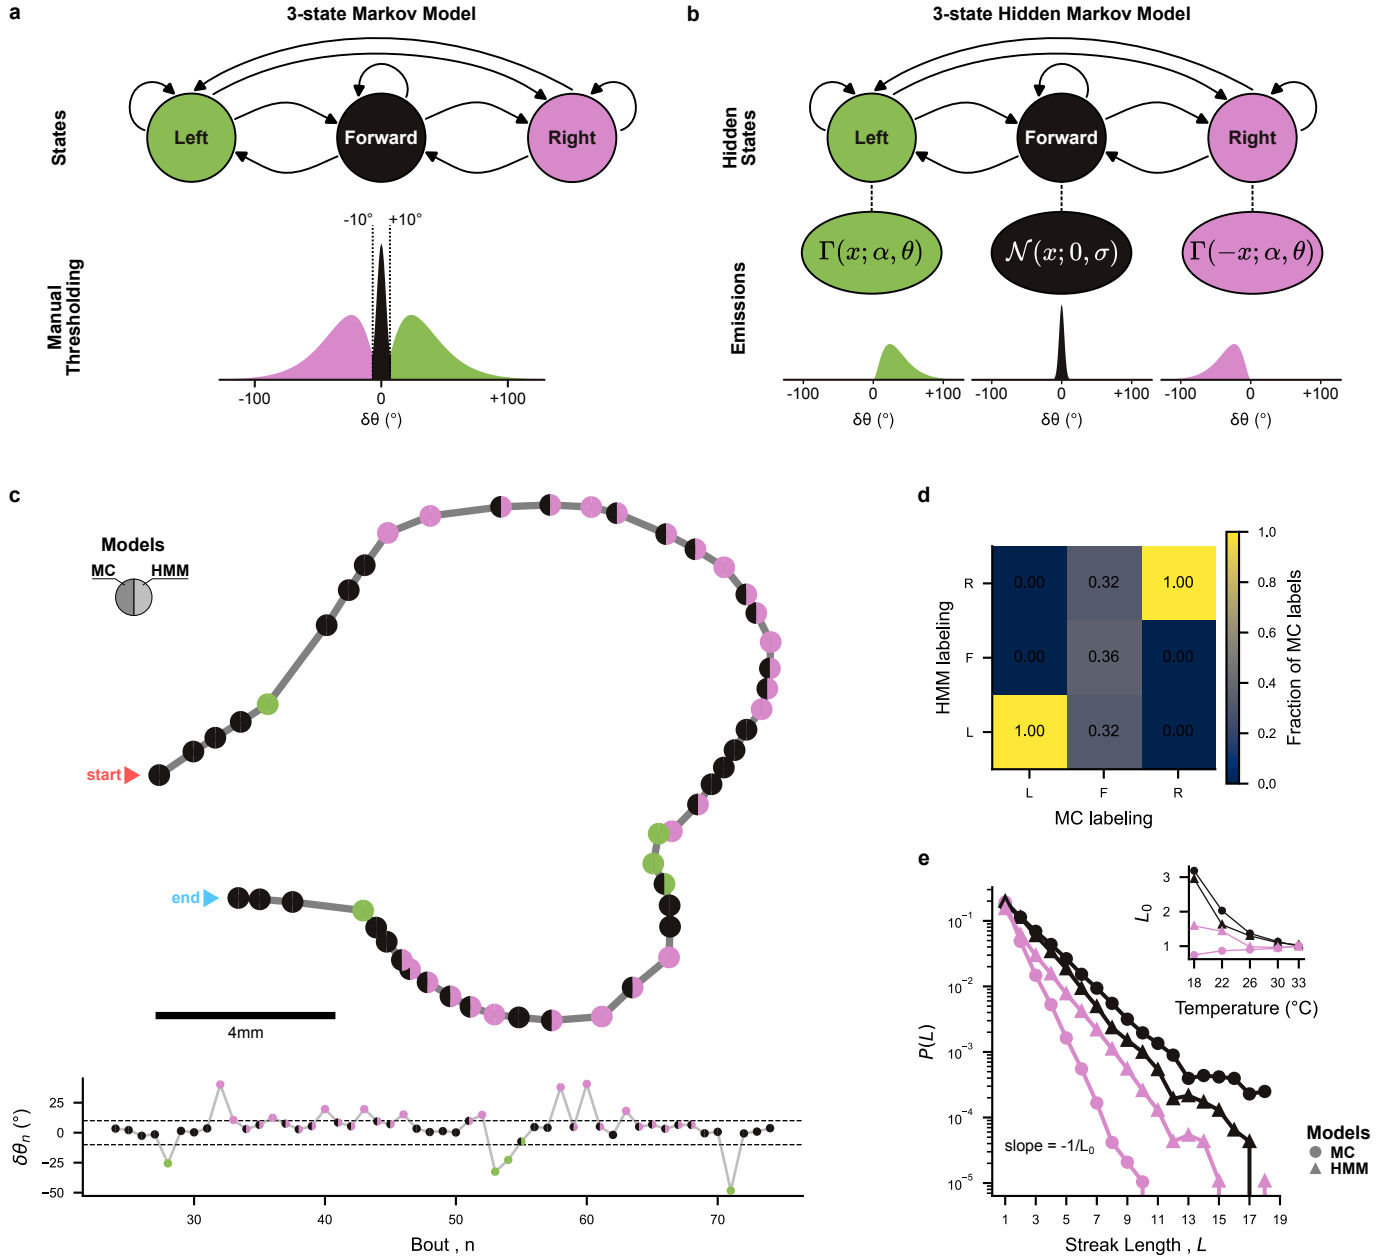 a
3-state Markov Model
States
Left
Forward
Right
-10°
+10°
Manual
Thresholding
-100
0
+100
δθ (°)
b
3-state Hidden Markov Model
Hidden
States
Left
Forward
Right
Γ(x; α, θ)
𝒩(x; 0, σ)
Γ(−x; α, θ)
Emissions
-100
0
+100
-100
0
+100
-100
0
+100
δθ (°)
δθ (°)
δθ (°)
c
Models
MC
HMM
start
end
4mm
25
0
−25
−50
δθn (°)
30
40
50
60
70
Bout , n
d
HMM labeling
R
F
L
0.00
0.32
1.00
0.00
0.36
0.00
1.00
0.32
0.00
L
F
R
MC labeling
1.0
0.8
0.6
0.4
0.2
0.0
Fraction of MC labels
e
P(L)
10−1
10−2
10−3
10−4
10−5
slope = -1/L0
1
3
5
7
9
11
13
15
17
19
Streak Length , L
L0
3
2
1
18
22
26
30
33
Temperature (°C)
Models
MC
HMM